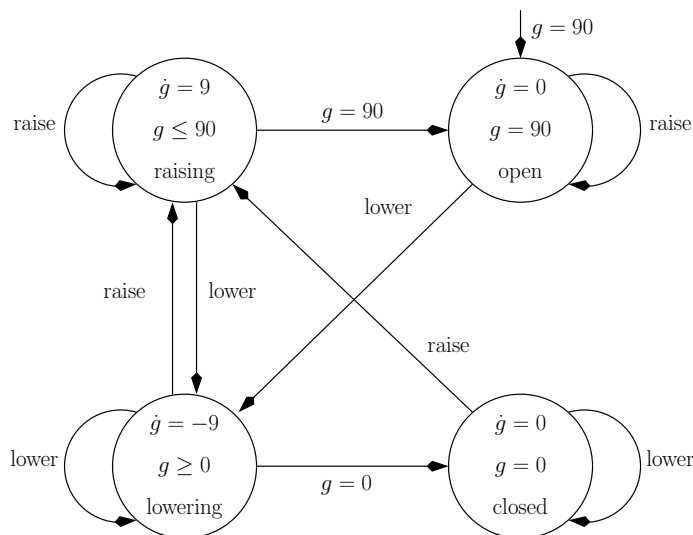 g = 90
ġ = 9
g ≤ 90
raising
raise
g = 90
ġ = 0
g = 90
open
raise
lower
raise
lower
raise
ġ = −9
g ≥ 0
lowering
lower
g = 0
ġ = 0
g = 0
closed
lower